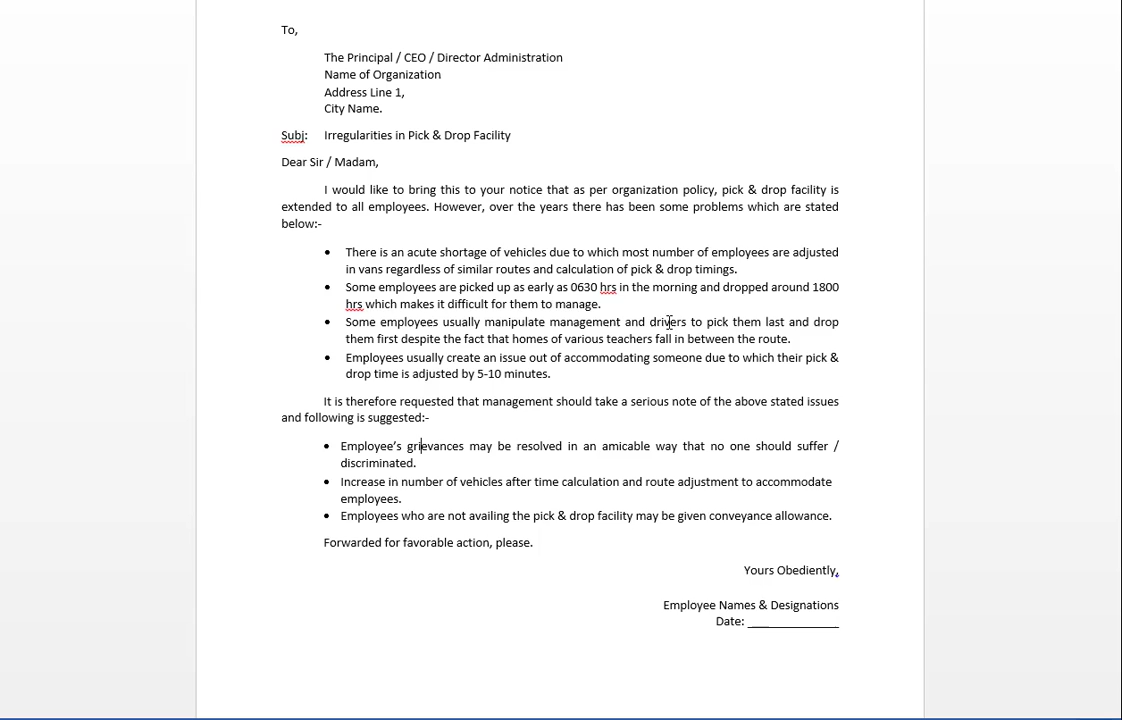 To,
The Principal / CEO / Director Administration
Name of Organization
Address Line 1,
City Name.
Subj: Irregularities in Pick & Drop Facility
Dear Sir / Madam,
I would like to bring this to your notice that as per organization policy, pick & drop facility is
extended to all employees. However, over the years there has been some problems which are stated
below:-
• There is an acute shortage of vehicles due to which most number of employees are adjusted
in vans regardless of similar routes and calculation of pick & drop timings.
• Some employees are picked up as early as 0630 hrs in the morning and dropped around 1800
hrs which makes it difficult for them to manage.
• Some employees usually manipulate management and drivers to pick them last and drop
them first despite the fact that homes of various teachers fall in between the route.
• Employees usually create an issue out of accommodating someone due to which their pick &
drop time is adjusted by 5-10 minutes.
It is therefore requested that management should take a serious note of the above stated issues
and following is suggested:-
• Employee’s grievances may be resolved in an amicable way that no one should suffer /
discriminated.
• Increase in number of vehicles after time calculation and route adjustment to accommodate
employees.
• Employees who are not availing the pick & drop facility may be given conveyance allowance.
Forwarded for favorable action, please.
Yours Obediently,
Employee Names & Designations
Date: ______________